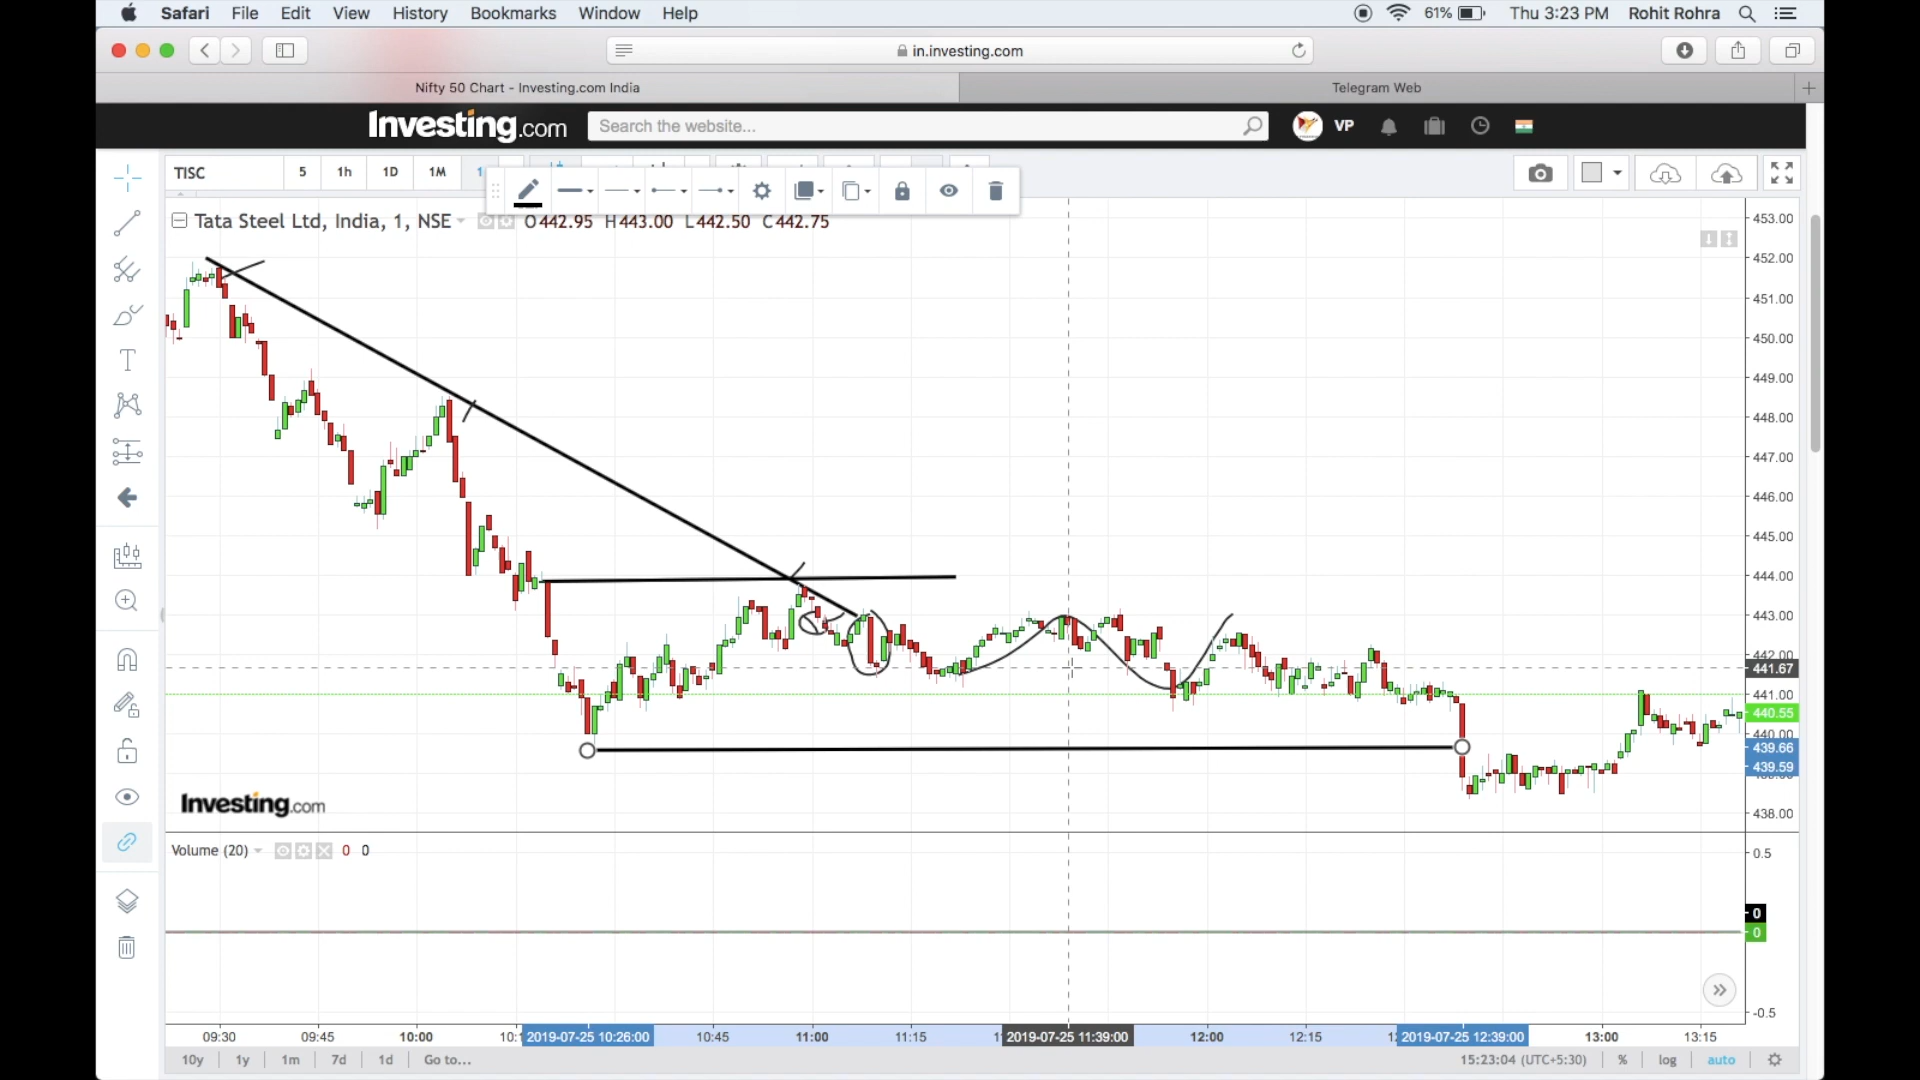 Safari File Edit View History Bookmarks Window Help 61% Thu 3:23 PM Rohit Rohra
in.investing.com
Nifty 50 Chart - Investing.com India Telegram Web
Investing.com Search the website... VP
TISC 5 1h 1D 1M
Tata Steel Ltd, India, 1, NSE O442.95 H443.00 L442.50 C442.75
453.00
452.00
451.00
450.00
449.00
448.00
447.00
446.00
445.00
444.00
443.00
442.00
441.67
441.00
440.55
440.00
439.66
439.59
438.00
Investing.com
Volume (20) 0 0
0.5
0
0
-0.5
09:30 09:45 10:00 2019-07-25 10:26:00 10:45 11:00 11:15 2019-07-25 11:39:00 12:00 12:15 2019-07-25 12:39:00 13:00 13:15
10y 1y 1m 7d 1d Go to... 15:23:04 (UTC+5:30) % log auto